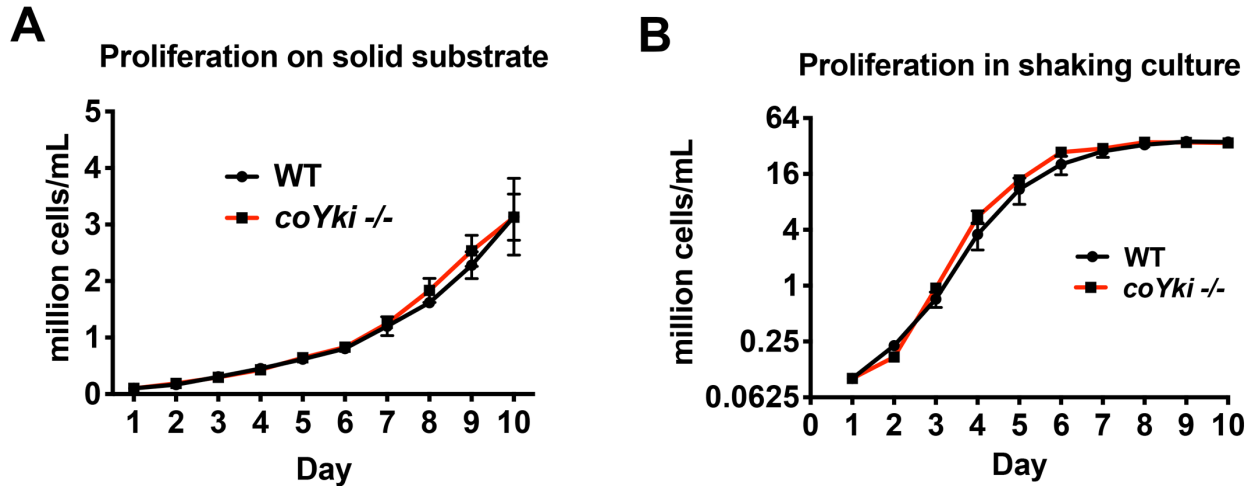 A
Proliferation on solid substrate
million cells/mL
5
4
3
2
1
0
WT
coYki -/-
1 2 3 4 5 6 7 8 9 10
Day
B
Proliferation in shaking culture
million cells/mL
64
16
4
1
0.25
0.0625
WT
coYki -/-
0 1 2 3 4 5 6 7 8 9 10
Day